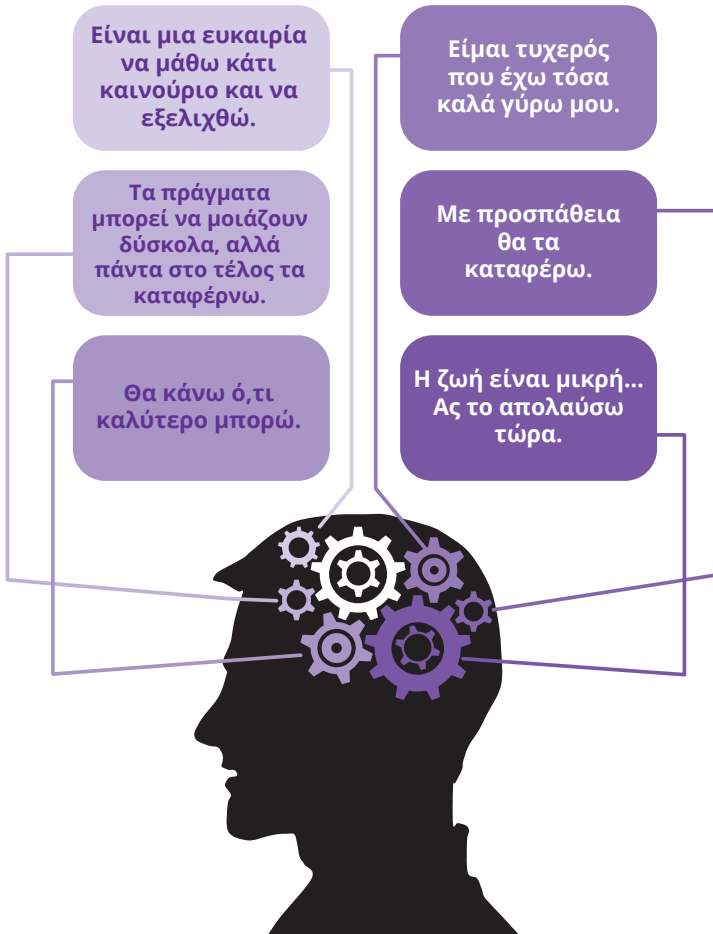 Είναι μια ευκαιρία
να μάθω κάτι
καινούριο και να
εξελιχθώ.
Τα πράγματα
μπορεί να μοιάζουν
δύσκολα, αλλά
πάντα στο τέλος τα
καταφέρνω.
Θα κάνω ό,τι
καλύτερο μπορώ.
Είμαι τυχερός
που έχω τόσα
καλά γύρω μου.
Με προσπάθεια
θα τα
καταφέρω.
Η ζωή είναι μικρή...
Ας το απολαύσω
τώρα.